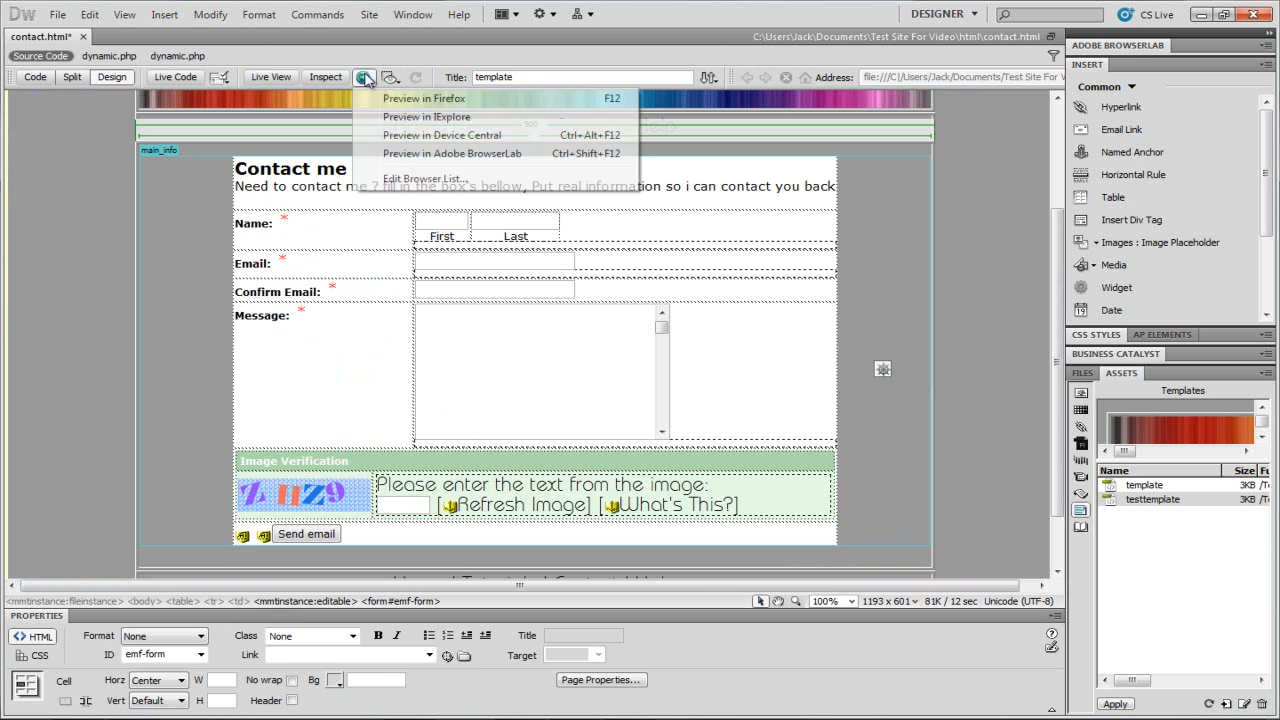 Dw File Edit View Insert Modify Format Commands Site Window Help DESIGNER CS Live
contact.html* × C:\Users\Jack\Documents\Test Site For Video\html\contact.html
Source Code dynamic.php dynamic.php
Code Split Design Live Code Live View Inspect Title: template Address: file:///C|/Users/Jack/Documents/Test Site For V
Preview in Firefox F12
Preview in IExplore
Preview in Device Central Ctrl+Alt+F12
Preview in Adobe BrowserLab Ctrl+Shift+F12
Edit Browser List...
900
Help
main_info
Contact me
Need to contact me ? fill in the box's bellow, Put real information so i can contact you back
Name: *
First Last
Email: *
Confirm Email: *
Message: *
Image Verification
Z HZ9
Please enter the text from the image:
[Refresh Image] [What's This?]
Send email
ADOBE BROWSERLAB
INSERT
Common
Hyperlink
Email Link
Named Anchor
Horizontal Rule
Table
Insert Div Tag
Images : Image Placeholder
Media
Widget
Date
CSS STYLES AP ELEMENTS
BUSINESS CATALYST
FILES ASSETS
Templates
Name Size Fu
template 3KB /Te
testtemplate 3KB /Te
Apply
<mmtinstance:fileinstance> <body> <table> <tr> <td> <mmtinstance:editable> <form#emf-form> 100% 1193 x 601 81K / 12 sec Unicode (UTF-8)
PROPERTIES
<> HTML Format None Class None B I Title
CSS ID emf-form Link Target
Cell Horz Center W No wrap Bg Page Properties...
Vert Default H Header